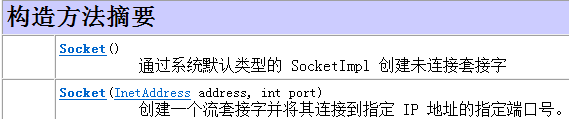 构造方法摘要
Socket()
通过系统默认类型的 SocketImpl 创建未连接套接字
Socket(InetAddress address, int port)
创建一个流套接字并将其连接到指定 IP 地址的指定端口号。